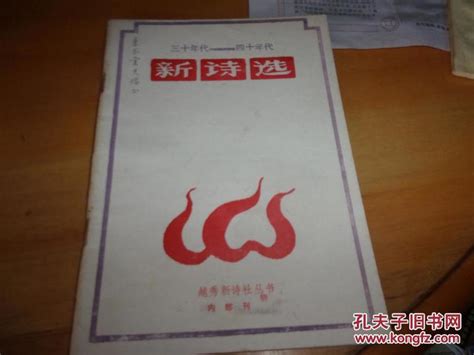 三十年代——四十年代
新诗选
越秀新诗社丛书
内部刊物
孔夫子旧书网
www.kongfz.com